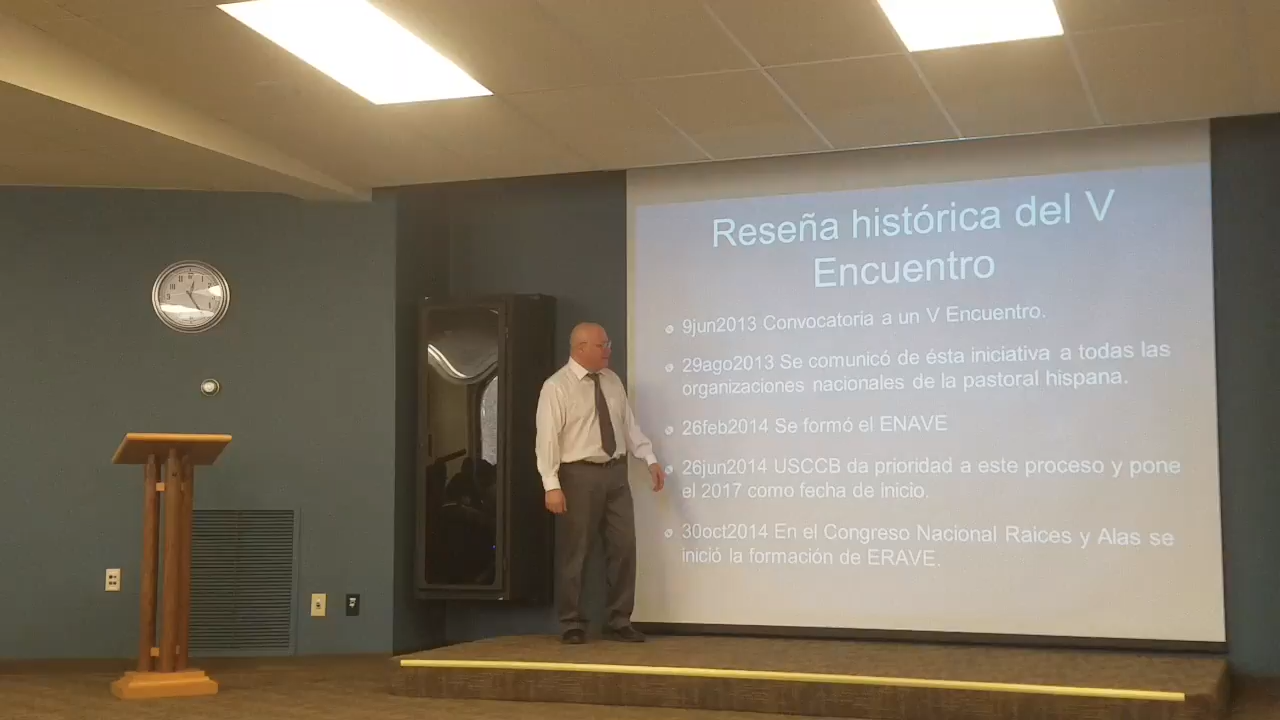 Reseña histórica del V
Encuentro
9jun2013 Convocatoria a un V Encuentro.
29ago2013 Se comunicó de ésta iniciativa a todas las
organizaciones nacionales de la pastoral hispana.
26feb2014 Se formó el ENAVE
26jun2014 USCCB da prioridad a este proceso y pone
el 2017 como fecha de inicio.
30oct2014 En el Congreso Nacional Raices y Alas se
inició la formación de ERAVE.